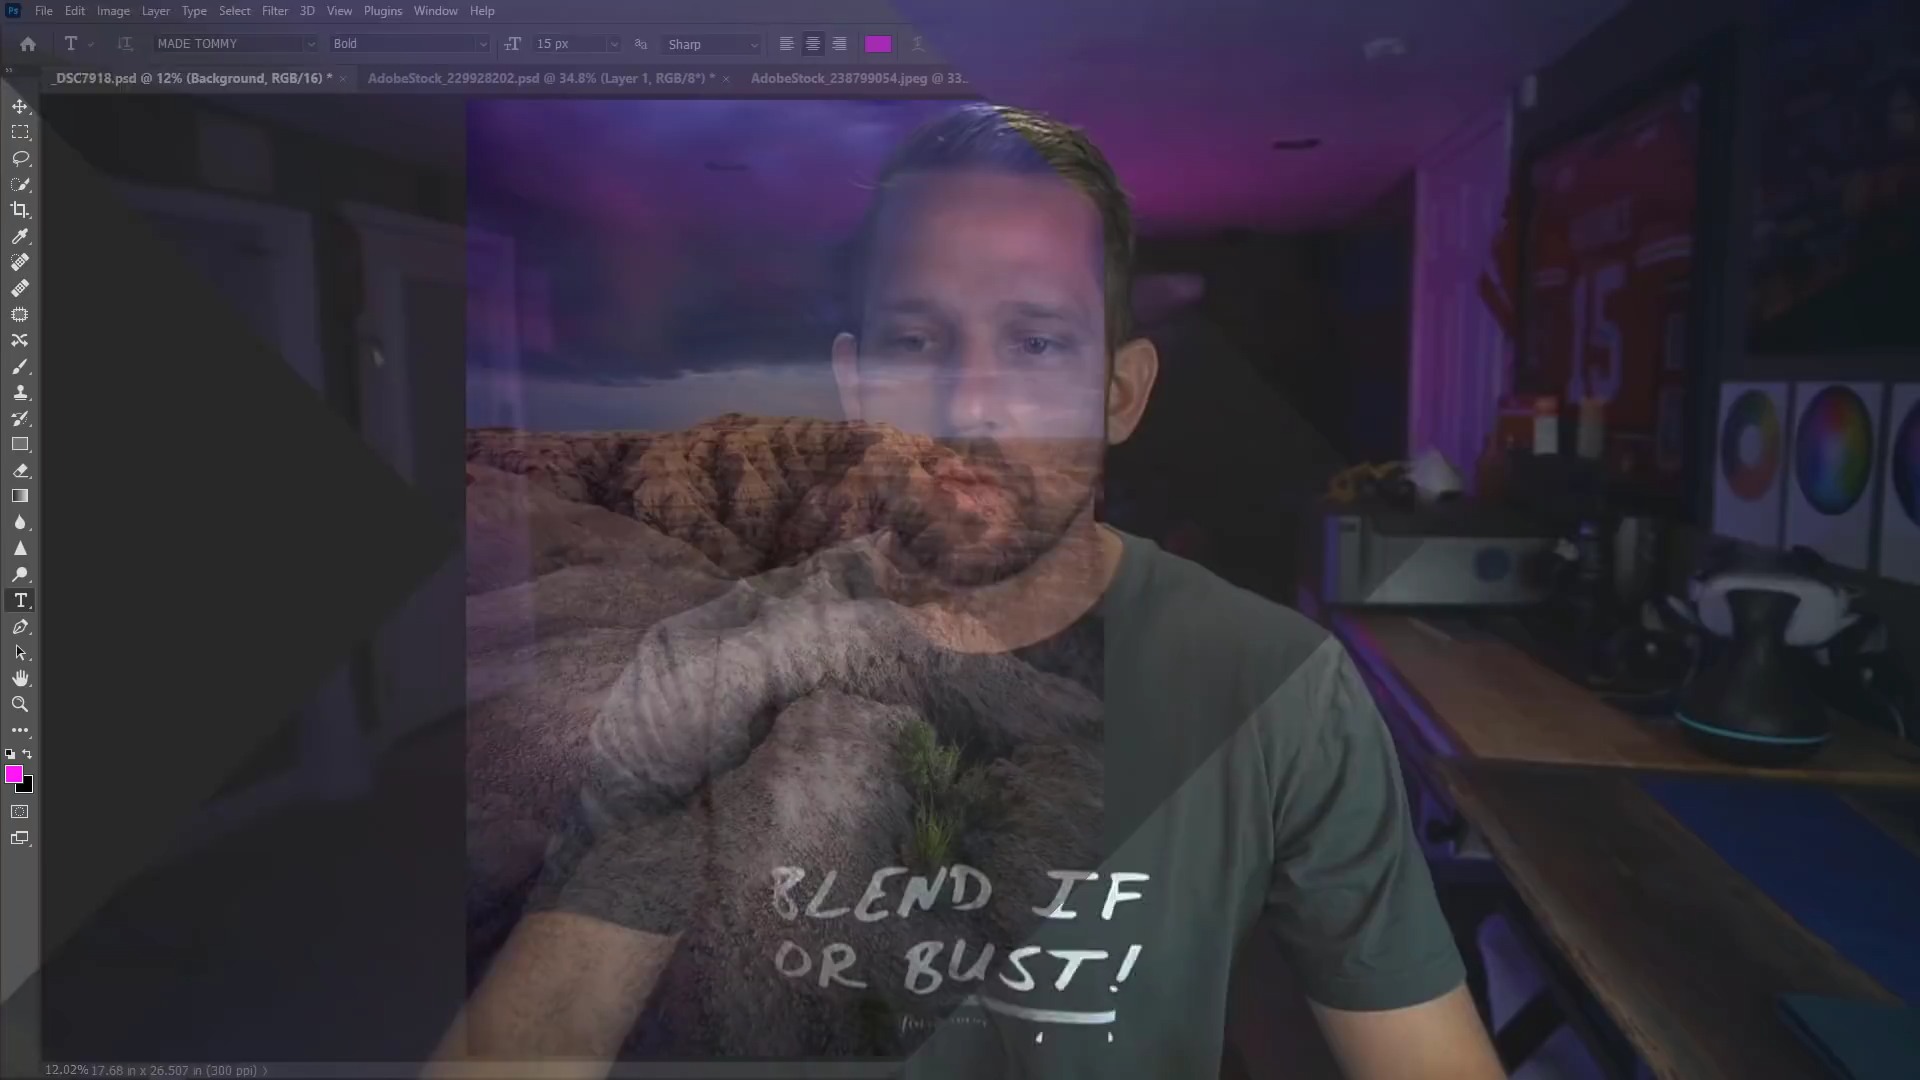 Ps File Edit Image Layer Type Select Filter 3D View Plugins Window Help
MADE TOMMY Bold 15 px Sharp
_DSC7918.psd @ 12% (Background, RGB/16) * × AdobeStock_229928202.psd @ 34.8% (Layer 1, RGB/8*) * × AdobeStock_238799054.jpeg @ 33...
15
BLEND IF
OR BUST!
12.02% 17.68 in x 26.507 in (300 ppi)